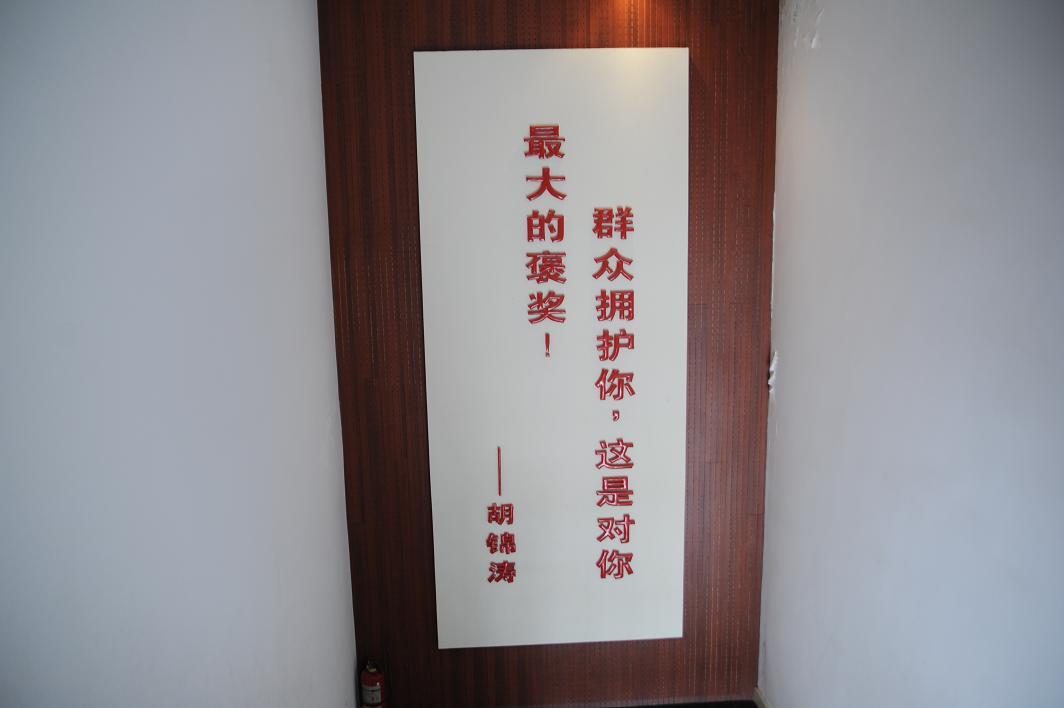 群众拥护你，这是对你
最大的褒奖！
——胡锦涛